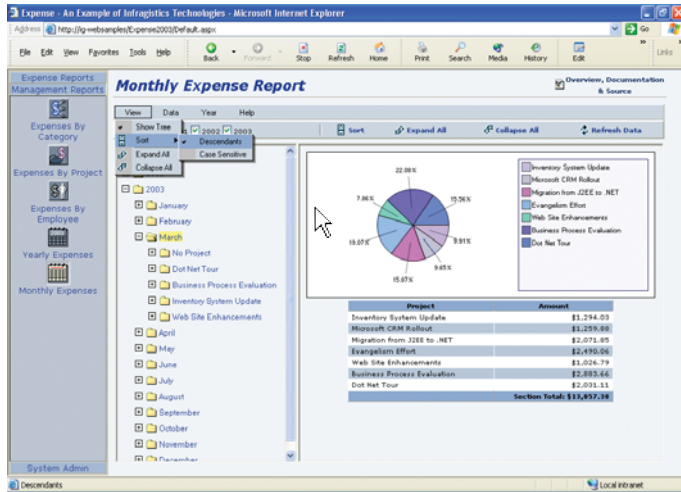 Expense - An Example of Infragistics Technologies - Microsoft Internet Explorer
Address http://ig-websamples/Expense2003/Default.aspx Go
File Edit View Favorites Tools Help Back Forward Stop Refresh Home Print Search Media History Edit Links
Expense Reports
Management Reports
Expenses By Category
Expenses By Project
Expenses By Employee
Yearly Expenses
Monthly Expenses
System Admin
Monthly Expense Report
Overview, Documentation & Source
View Data Year Help
Show Tree
Sort
Expand All
Collapse All
Descendants
Case Sensitive
2002 2003
Sort Expand All Collapse All Refresh Data
2003
January
February
March
No Project
Dot Net Tour
Business Process Evaluation
Inventory System Update
Web Site Enhancements
April
May
June
July
August
September
October
November
December
22.08%
7.86%
15.56%
9.91%
9.65%
15.87%
19.07%
Inventory System Update
Microsoft CRM Rollout
Migration from J2EE to .NET
Evangelism Effort
Web Site Enhancements
Business Process Evaluation
Dot Net Tour
Project Amount
Inventory System Update $1,294.03
Microsoft CRM Rollout $1,259.88
Migration from J2EE to .NET $2,071.85
Evangelism Effort $2,490.06
Web Site Enhancements $1,026.79
Business Process Evaluation $2,883.66
Dot Net Tour $2,031.11
Section Total: $13,057.38
Descendants Local intranet